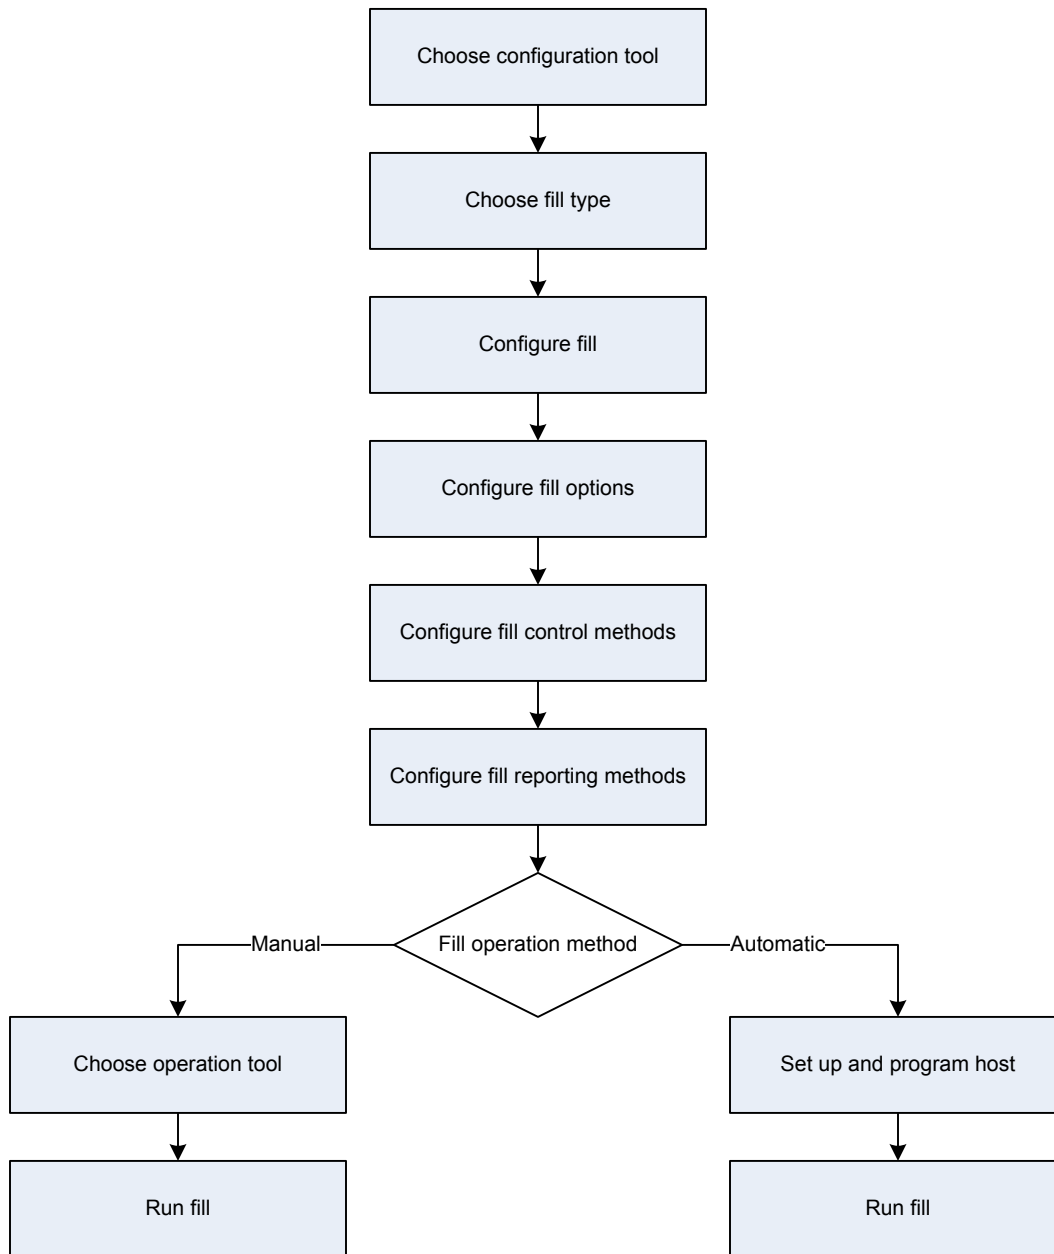 Choose configuration tool
Choose fill type
Configure fill
Configure fill options
Configure fill control methods
Configure fill reporting methods
Manual
Fill operation method
Automatic
Choose operation tool
Set up and program host
Run fill
Run fill